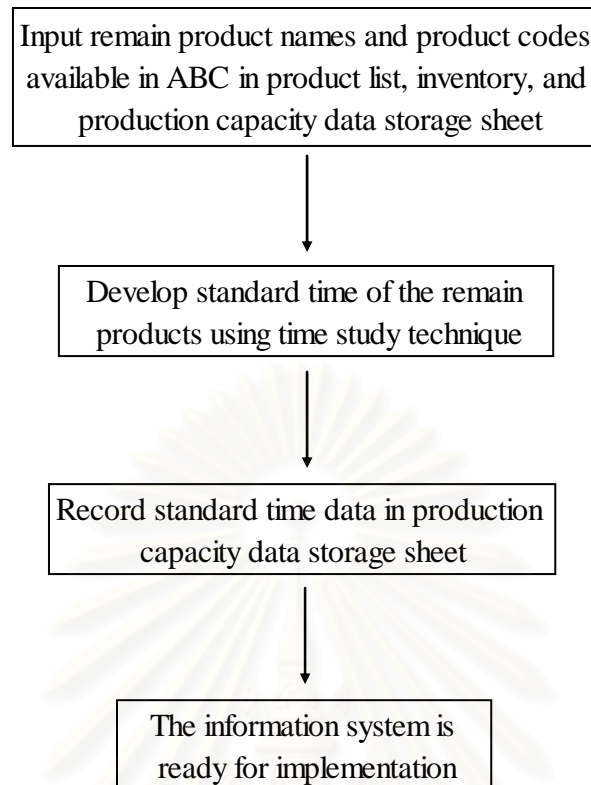 Input remain product names and product codes
available in ABC in product list, inventory, and
production capacity data storage sheet
Develop standard time of the remain
products using time study technique
Record standard time data in production
capacity data storage sheet
The information system is
ready for implementation